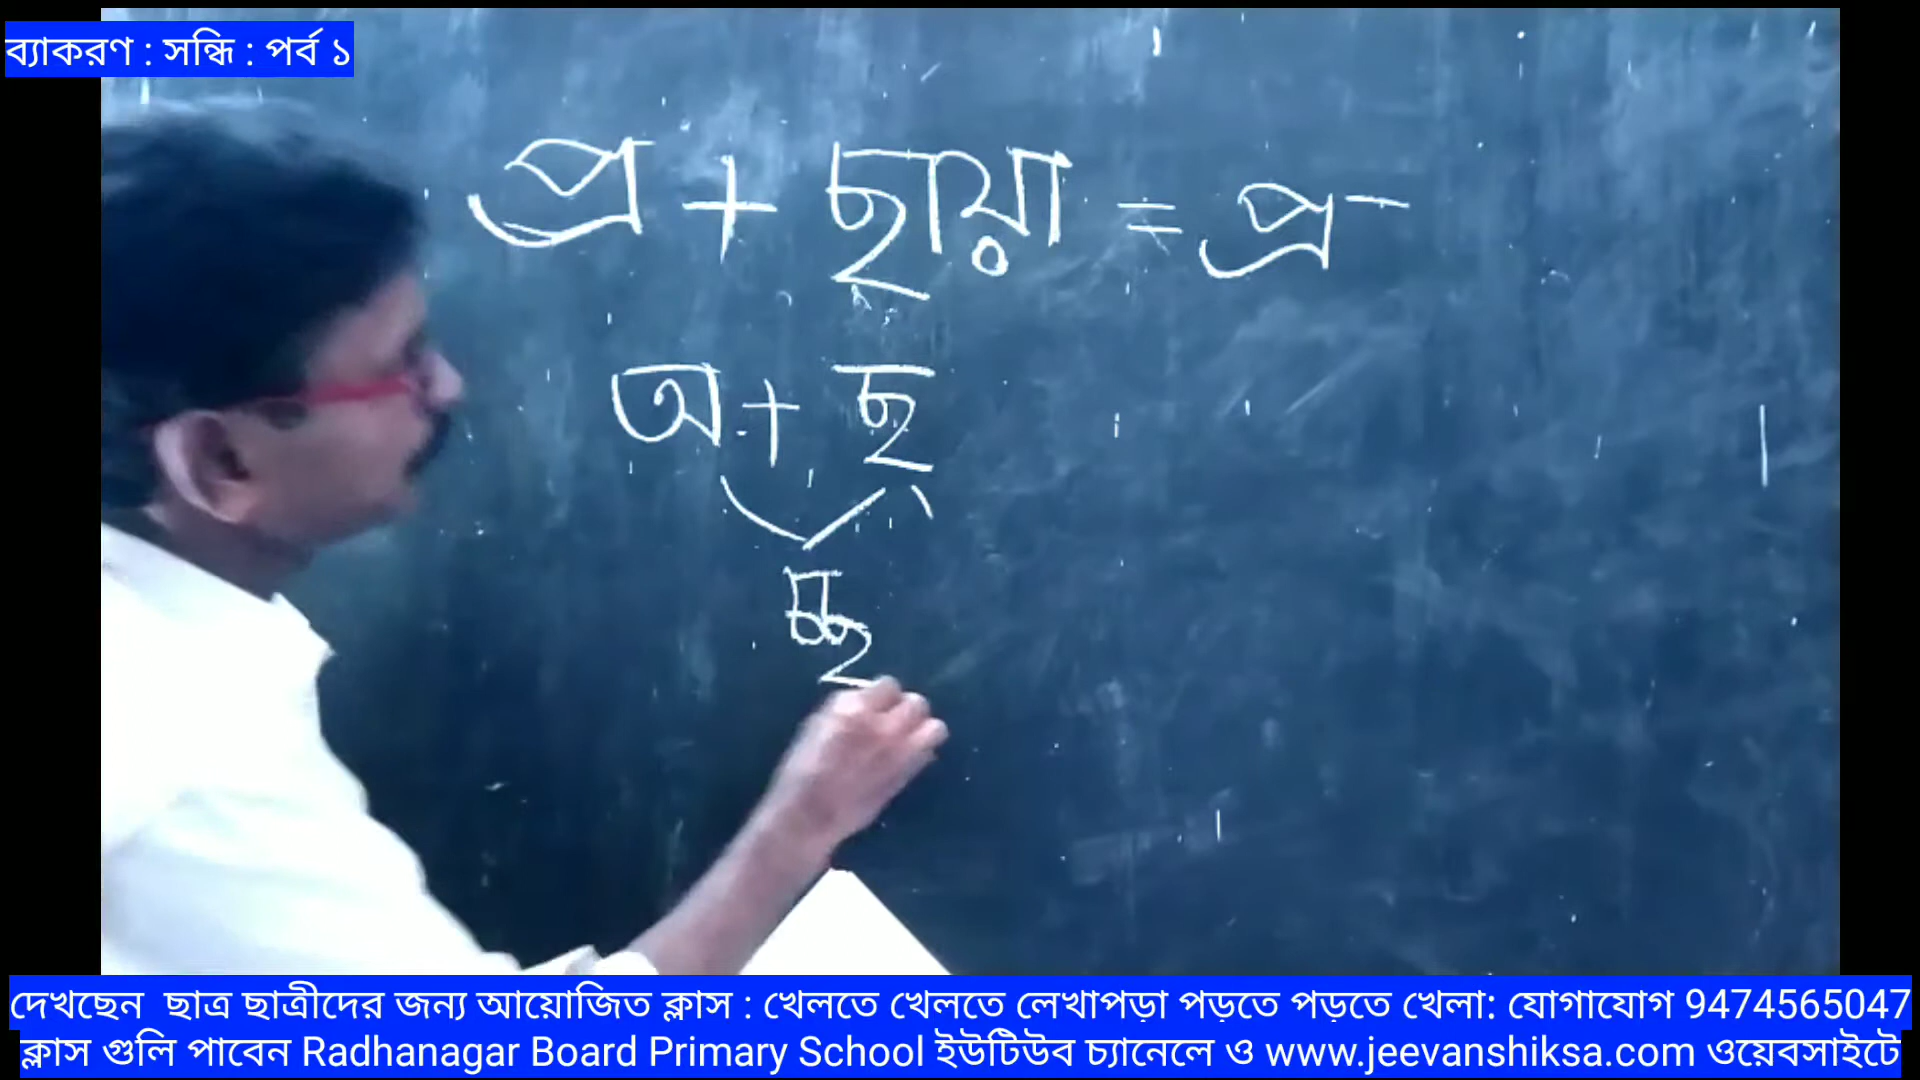 ব্যাকরণ : সন্ধি : পর্ব ১
প্র + ছায়া = প্র
অ + ছ
চ্ছ
দেখছেন ছাত্র ছাত্রীদের জন্য আয়োজিত ক্লাস : খেলতে খেলতে লেখাপড়া পড়তে পড়তে খেলা: যোগাযোগ 9474565047
ক্লাস গুলি পাবেন Radhanagar Board Primary School ইউটিউব চ্যানেলে ও www.jeevanshiksa.com ওয়েবসাইটে